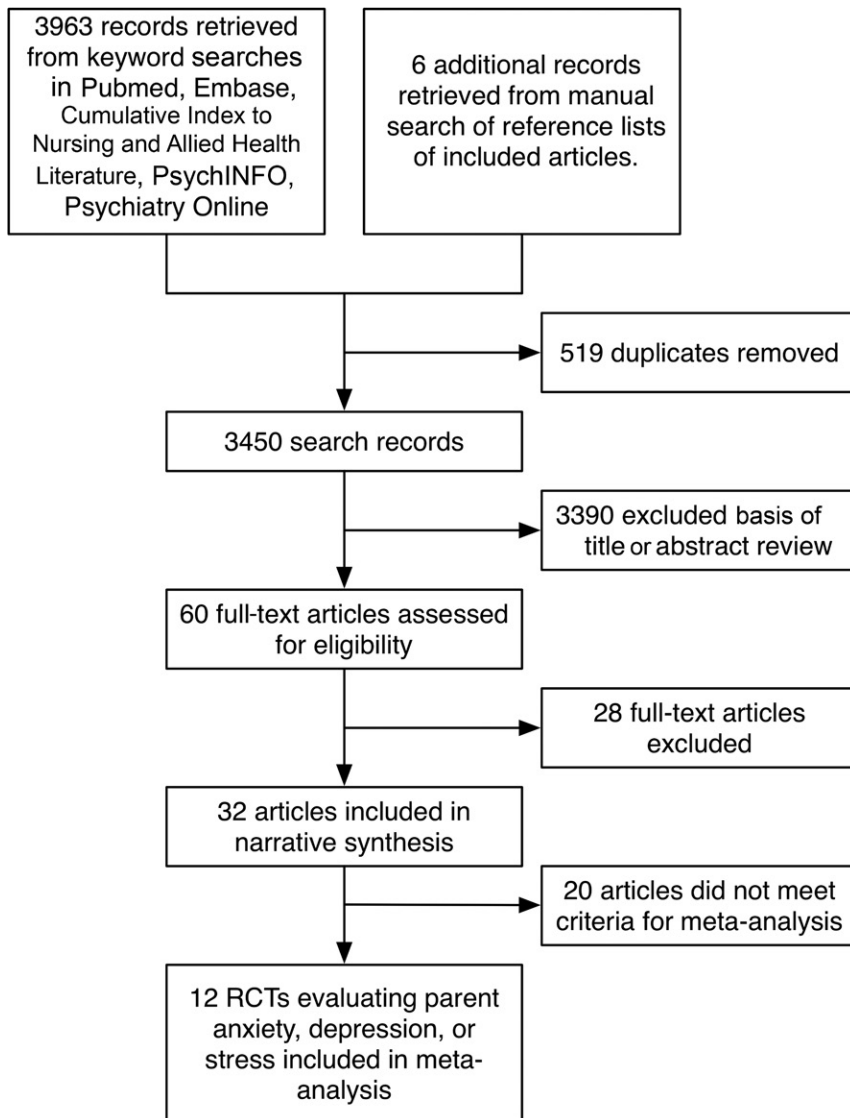 3963 records retrieved
from keyword searches
in Pubmed, Embase,
Cumulative Index to
Nursing and Allied Health
Literature, PsychINFO,
Psychiatry Online
6 additional records
retrieved from manual
search of reference lists
of included articles.
519 duplicates removed
3450 search records
3390 excluded basis of
title or abstract review
60 full-text articles assessed
for eligibility
28 full-text articles
excluded
32 articles included in
narrative synthesis
20 articles did not meet
criteria for meta-analysis
12 RCTs evaluating parent
anxiety, depression, or
stress included in meta-
analysis